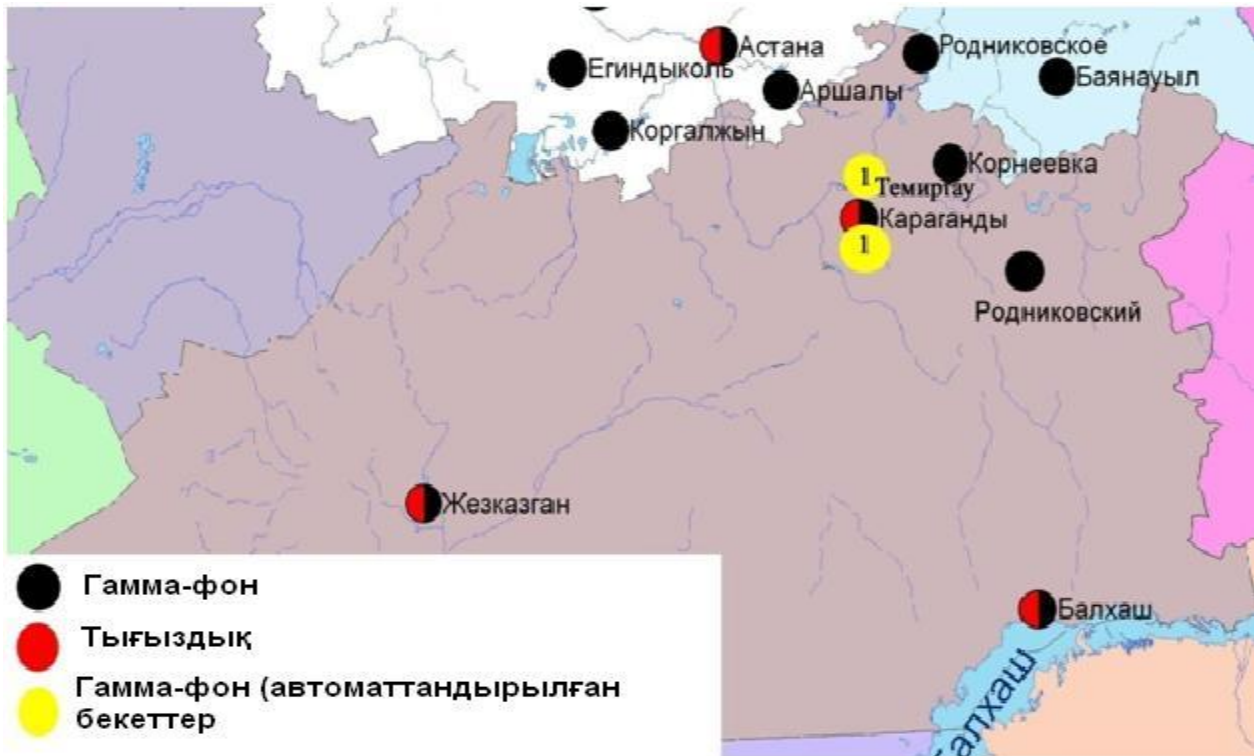 Астана
Родниковское
Егиндыколь
Баянауыл
Аршалы
Коргалжын
Корнеевка
1
Темиртау
Караганды
1
Родниковский
Жезказган
Гамма-фон
Балхаш
Тығыздық
Гамма-фон (автоматтандырылған
бекеттер